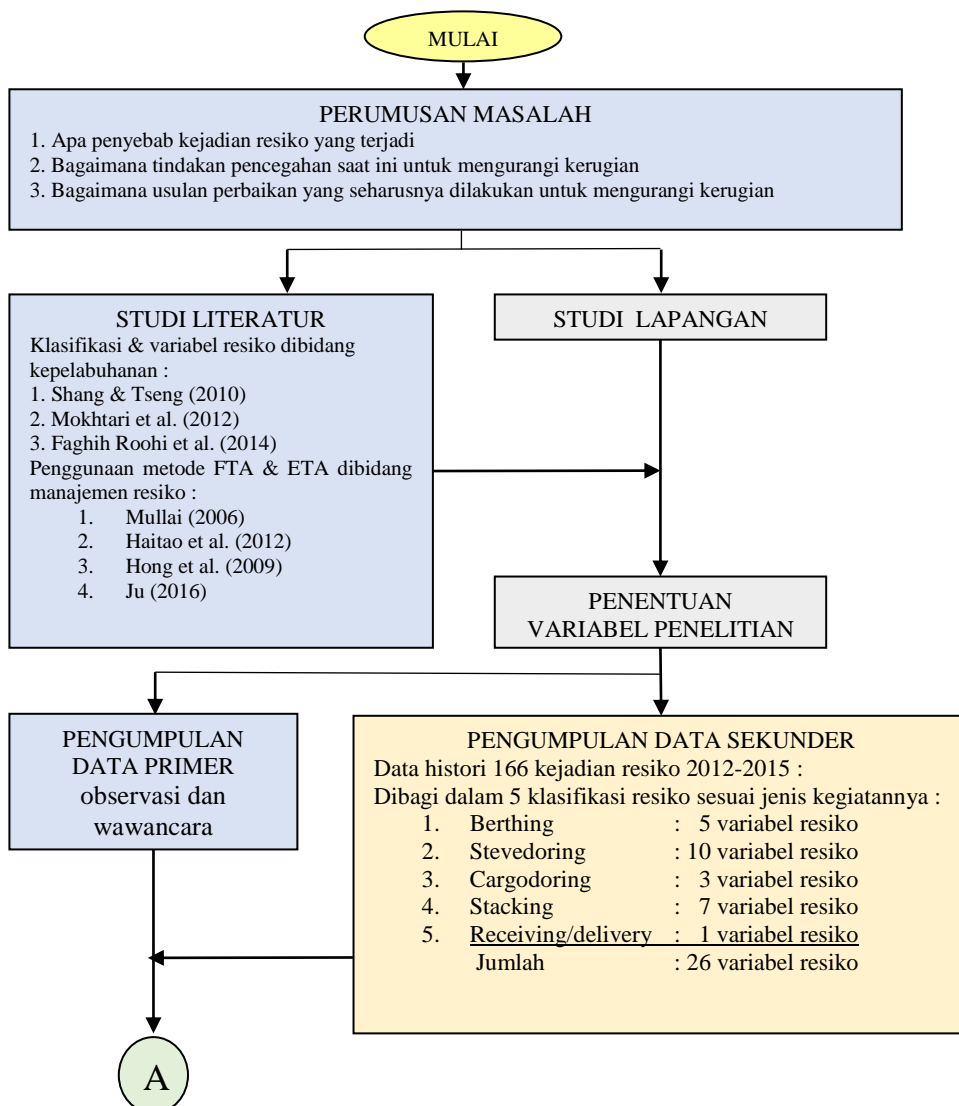 MULAI
PERUMUSAN MASALAH
1. Apa penyebab kejadian resiko yang terjadi
2. Bagaimana tindakan pencegahan saat ini untuk mengurangi kerugian
3. Bagaimana usulan perbaikan yang seharusnya dilakukan untuk mengurangi kerugian
STUDI LITERATUR
Klasifikasi & variabel resiko dibidang
kepelabuhanan :
1. Shang & Tseng (2010)
2. Mokhtari et al. (2012)
3. Faghih Roohi et al. (2014)
Penggunaan metode FTA & ETA dibidang
manajemen resiko :
1. Mullai (2006)
2. Haitao et al. (2012)
3. Hong et al. (2009)
4. Ju (2016)
STUDI LAPANGAN
PENENTUAN
VARIABEL PENELITIAN
PENGUMPULAN
DATA PRIMER
observasi dan
wawancara
PENGUMPULAN DATA SEKUNDER
Data histori 166 kejadian resiko 2012-2015 :
Dibagi dalam 5 klasifikasi resiko sesuai jenis kegiatannya :
1. Berthing : 5 variabel resiko
2. Stevedoring : 10 variabel resiko
3. Cargodoring : 3 variabel resiko
4. Stacking : 7 variabel resiko
5. Receiving/delivery : 1 variabel resiko
Jumlah : 26 variabel resiko
A